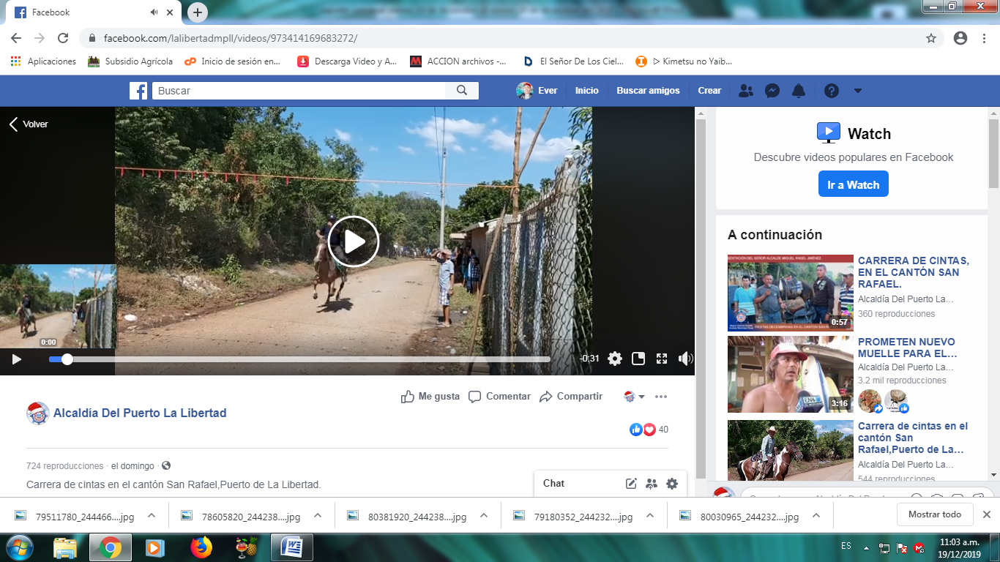 Facebook
facebook.com/lalibertadmpll/videos/973414169683272/
Aplicaciones
Subsidio Agrícola
Inicio de sesión en...
Descarga Video y A...
ACCION archivos -...
El Señor De Los Ciel...
ᐅ Kimetsu no Yaib...
Buscar
Ever
Inicio
Buscar amigos
Crear
Volver
0:00
-0:31
Watch
Descubre videos populares en Facebook
Ir a Watch
A continuación
SENTACIÓN DEL SEÑOR ALCALDE MIGUEL ÁNGEL JIMÉNEZ.
0:57
CARRERA DE CINTAS,
EN EL CANTÓN SAN
RAFAEL.
Alcaldía Del Puerto La...
360 reproducciones
3:16
PROMETEN NUEVO
MUELLE PARA EL...
Alcaldía Del Puerto La...
3.2 mil reproducciones
Carrera de cintas en el
cantón San
Rafael,Puerto de La...
Alcaldía Del Puerto La...
544 reproducciones
Me gusta
Comentar
Compartir
Alcaldía Del Puerto La Libertad
40
724 reproducciones · el domingo ·
Carrera de cintas en el cantón San Rafael,Puerto de La Libertad.
Chat
79511780_244466....jpg
78605820_244238....jpg
80381920_244238....jpg
79180352_244232....jpg
80030965_244232....jpg
Mostrar todo
ES
11:03 a.m.
19/12/2019